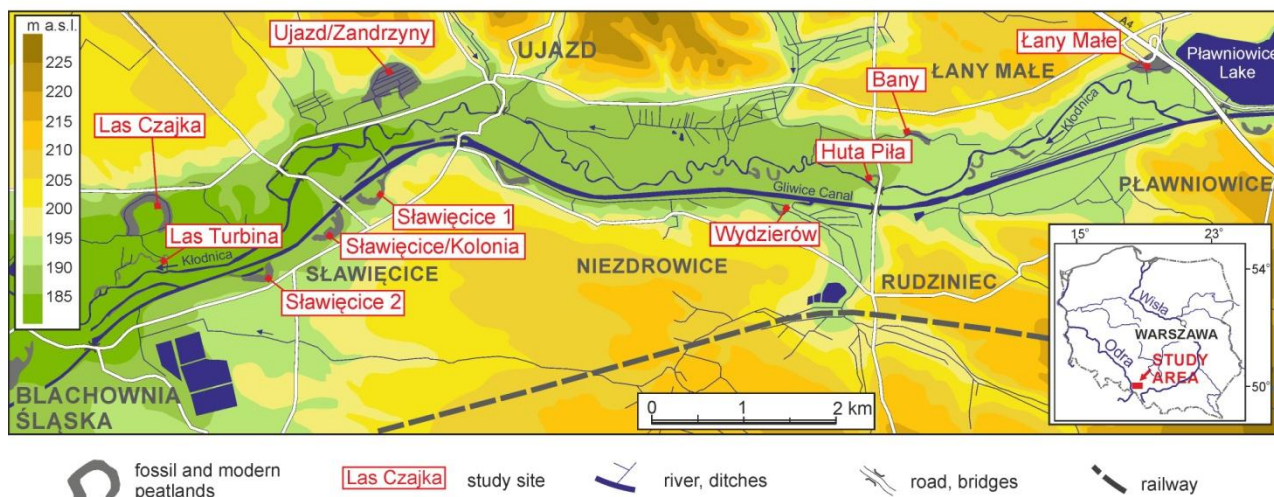 m a.s.l.
225
220
215
210
205
200
195
190
185
Ujazd/Zandrzyny
UJAZD
A4
Łany Małe
Pławniowice
Lake
ŁANY MAŁE
Bany
Las Czajka
Kłodnica
Huta Piła
Gliwice Canal
PŁAWNIOWICE
Sławięcice 1
Las Turbina
Sławięcice/Kolonia
Wydzierów
Kłodnica
SŁAWIĘCICE
NIEZDROWICE
RUDZINIEC
Sławięcice 2
BLACHOWNIA
ŚLĄSKA
0 1 2 km
15° 23°
54°
Wisła
WARSZAWA
Odra
STUDY
AREA
50°
fossil and modern
peatlands
Las Czajka
study site
river, ditches
road, bridges
railway